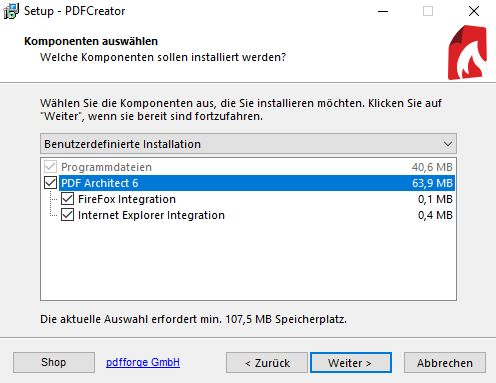 Setup - PDFCreator
Komponenten auswählen
Welche Komponenten sollen installiert werden?
Wählen Sie die Komponenten aus, die Sie installieren möchten. Klicken Sie auf
"Weiter", wenn sie bereit sind fortzufahren.
Benutzerdefinierte Installation
Programmdateien 40,6 MB
PDF Architect 6 63,9 MB
FireFox Integration 0,1 MB
Internet Explorer Integration 0,4 MB
Die aktuelle Auswahl erfordert min. 107,5 MB Speicherplatz.
Shop pdfforge GmbH < Zurück Weiter > Abbrechen